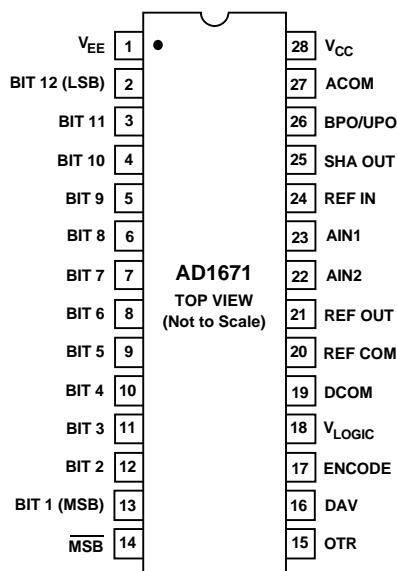 VEE 1 28 VCC
BIT 12 (LSB) 2 27 ACOM
BIT 11 3 26 BPO/UPO
BIT 10 4 25 SHA OUT
BIT 9 5 24 REF IN
BIT 8 6 23 AIN1
BIT 7 7 AD1671 22 AIN2
TOP VIEW
BIT 6 8 (Not to Scale) 21 REF OUT
BIT 5 9 20 REF COM
BIT 4 10 19 DCOM
BIT 3 11 18 VLOGIC
BIT 2 12 17 ENCODE
BIT 1 (MSB) 13 16 DAV
M̅S̅B̅ 14 15 OTR